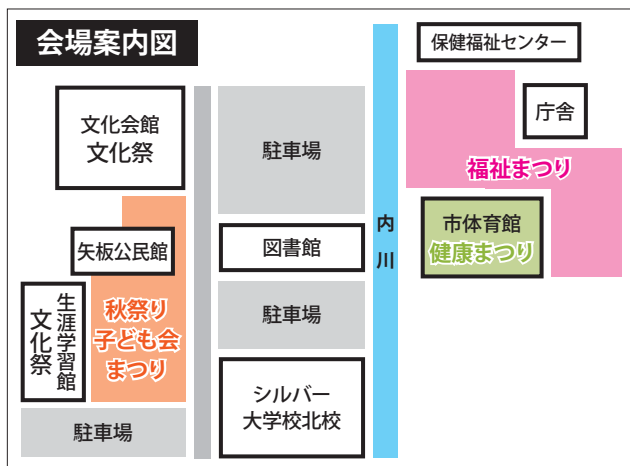 会場案内図
保健福祉センター
文化会館
文化祭
駐車場
庁舎
福祉まつり
矢板公民館
図書館
内川
市体育館
健康まつり
生涯学習館
文化祭
秋祭り
子ども会
まつり
駐車場
シルバー
大学校北校
駐車場